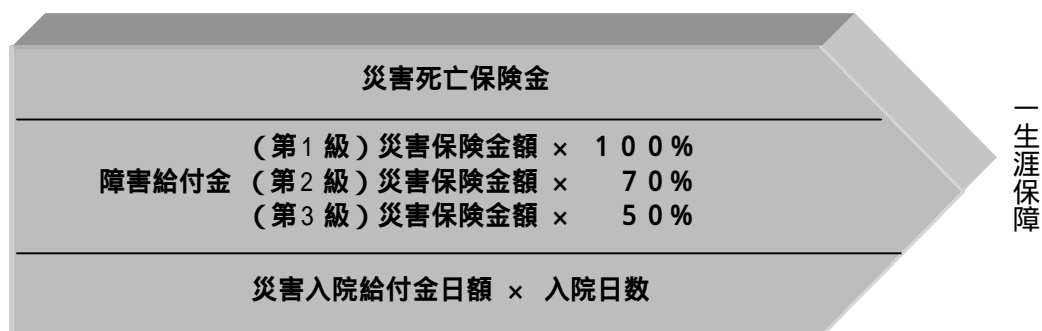 災害死亡保険金
(第1級)災害保険金額 × 100%
障害給付金 (第2級)災害保険金額 × 70%
(第3級)災害保険金額 × 50%
災害入院給付金日額 × 入院日数
一生涯保障